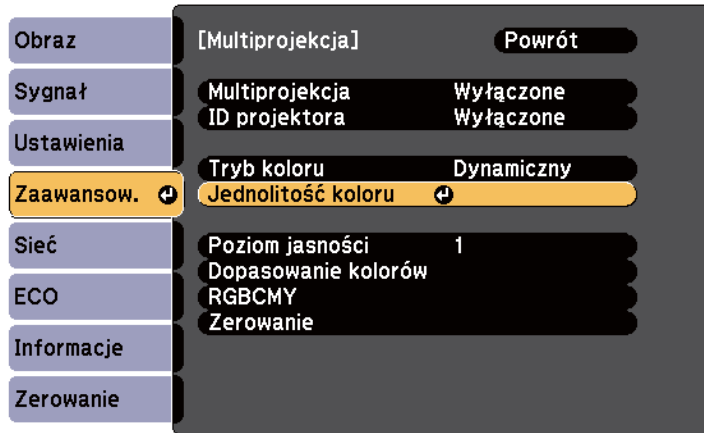 Obraz
Sygnał
Ustawienia
Zaawansow.
Sieć
ECO
Informacje
Zerowanie
[Multiprojekcja] Powrót
Multiprojekcja Wyłączone
ID projektora Wyłączone
Tryb koloru Dynamiczny
Jednolitość koloru
Poziom jasności 1
Dopasowanie kolorów
RGBCMY
Zerowanie